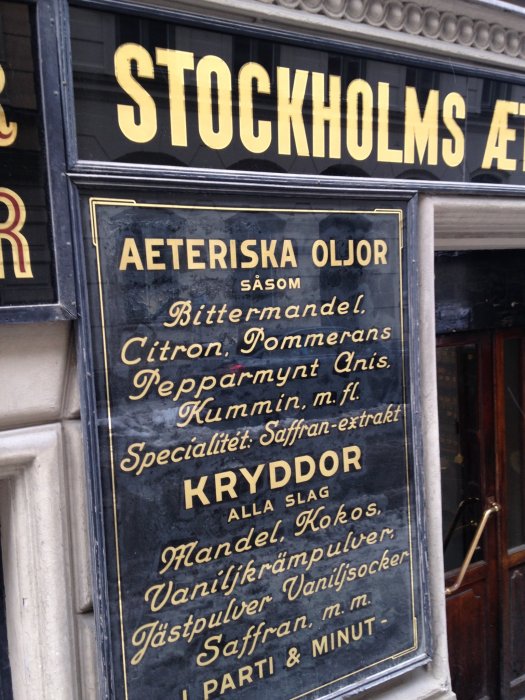 STOCKHOLMS
AETERISKA OLJOR
SÅSOM
Bittermandel,
Citron, Pommerans
Pepparmynt Anis,
Kummin, m. fl.
Specialitét: Saffran-extrakt
KRYDDOR
ALLA SLAG
Mandel, Kokos,
Vaniljkrämpulver,
Jästpulver Vaniljsocker
Saffran, m. m.
I PARTI & MINUT -